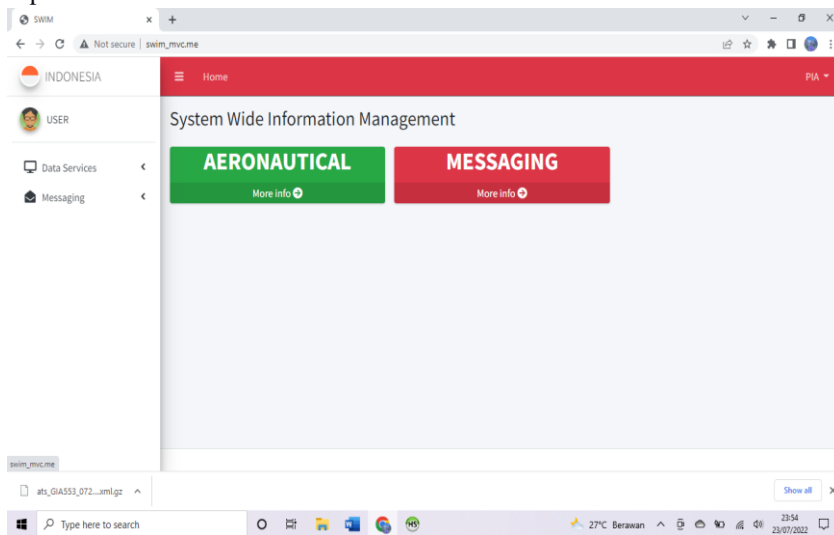 SWIM
Not secure | swim_mvc.me
INDONESIA
Home
PIA
USER
System Wide Information Management
Data Services
Messaging
AERONAUTICAL
More info
MESSAGING
More info
swim_mvc.me
ats_GIA553_072....xml.gz
Show all
Type here to search
27°C Berawan
23:54
23/07/2022